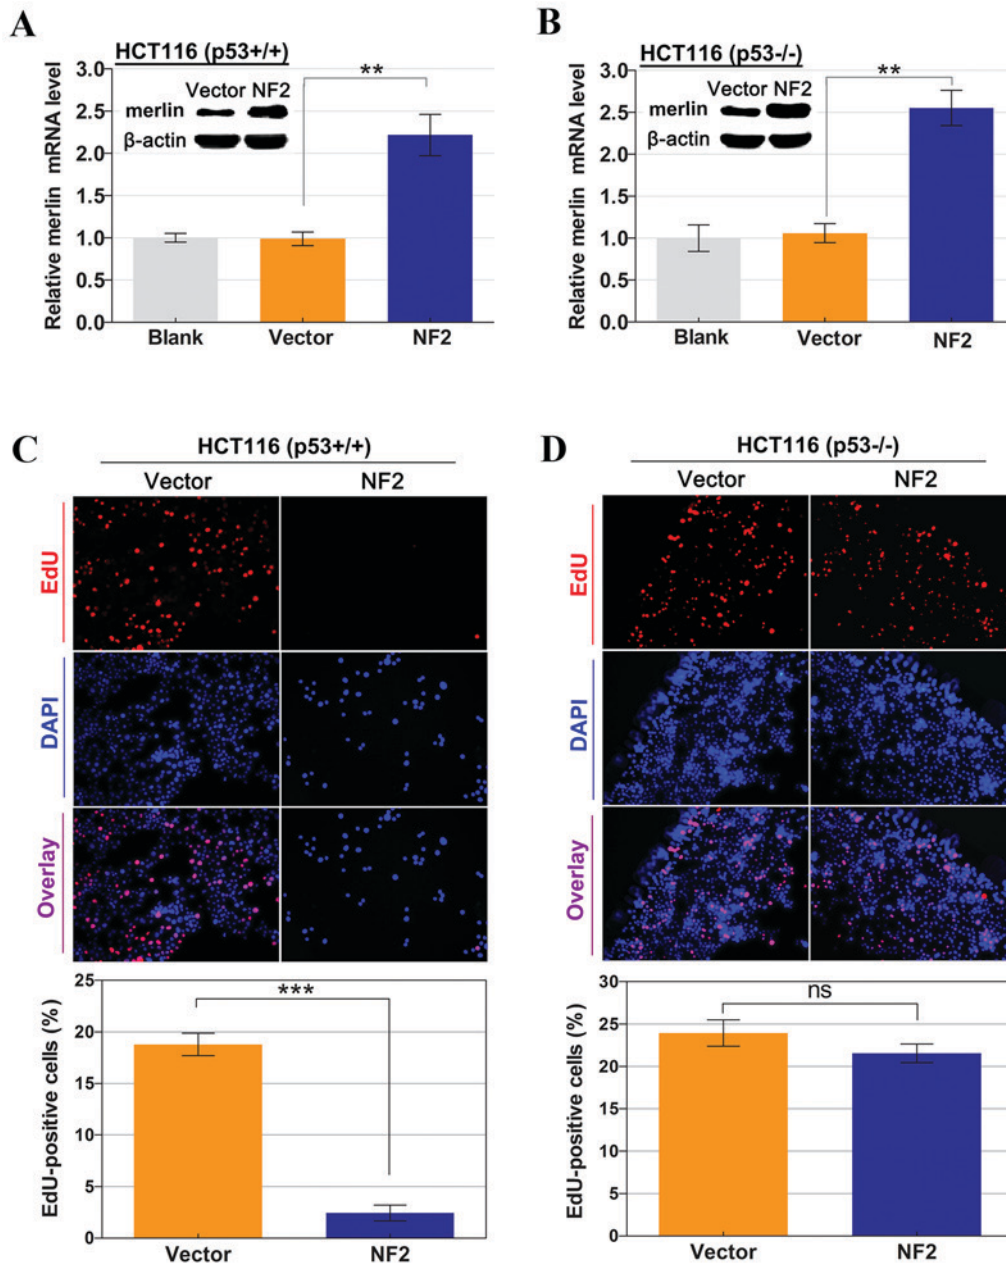 A
HCT116 (p53+/+)
Relative merlin mRNA level
3.0
2.5
2.0
1.5
1.0
0.5
0.0
Vector NF2
merlin
β-actin
**
Blank Vector NF2
B
HCT116 (p53-/-)
Relative merlin mRNA level
3.0
2.5
2.0
1.5
1.0
0.5
0.0
Vector NF2
merlin
β-actin
**
Blank Vector NF2
C
HCT116 (p53+/+)
Vector NF2
EdU
DAPI
Overlay
EdU-positive cells (%)
25
20
15
10
5
0
***
Vector NF2
D
HCT116 (p53-/-)
Vector NF2
EdU
DAPI
Overlay
EdU-positive cells (%)
30
25
20
15
10
5
0
ns
Vector NF2